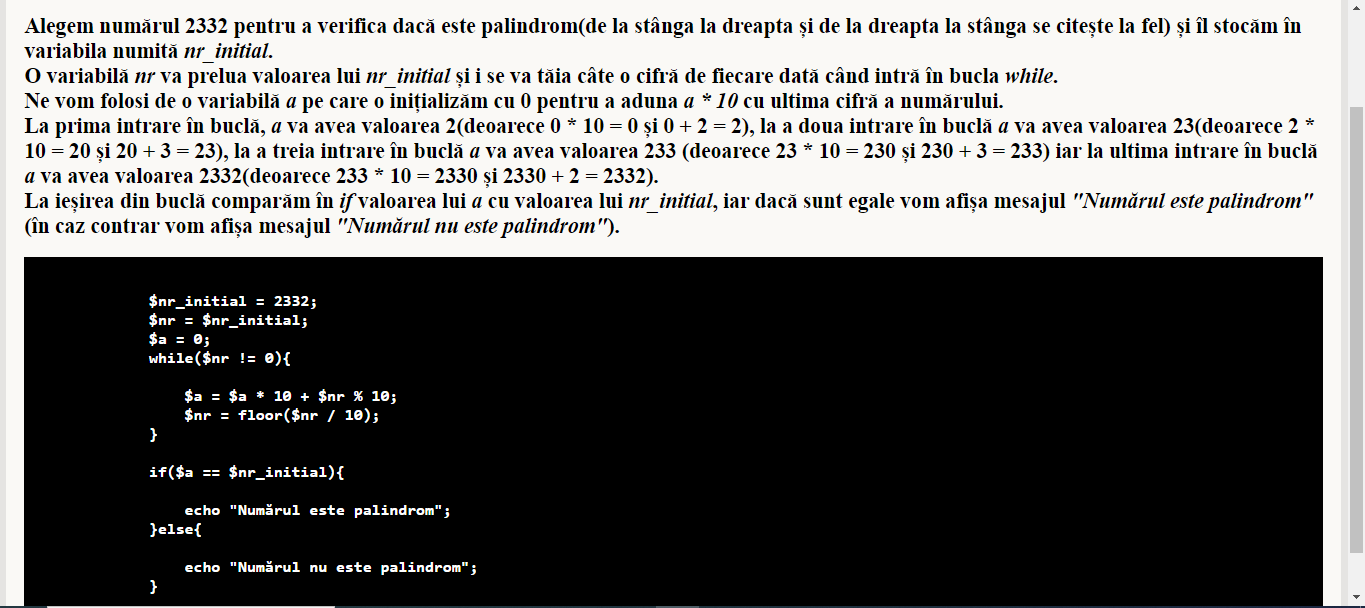 Alegem numărul 2332 pentru a verifica dacă este palindrom(de la stânga la dreapta și de la dreapta la stânga se citește la fel) și îl stocăm în
variabila numită nr_initial.
O variabilă nr va prelua valoarea lui nr_initial și i se va tăia câte o cifră de fiecare dată când intră în bucla while.
Ne vom folosi de o variabilă a pe care o inițializăm cu 0 pentru a aduna a * 10 cu ultima cifră a numărului.
La prima intrare în buclă, a va avea valoarea 2(deoarece 0 * 10 = 0 și 0 + 2 = 2), la a doua intrare în buclă a va avea valoarea 23(deoarece 2 *
10 = 20 și 20 + 3 = 23), la a treia intrare în buclă a va avea valoarea 233 (deoarece 23 * 10 = 230 și 230 + 3 = 233) iar la ultima intrare în buclă
a va avea valoarea 2332(deoarece 233 * 10 = 2330 și 2330 + 2 = 2332).
La ieșirea din buclă comparăm în if valoarea lui a cu valoarea lui nr_initial, iar dacă sunt egale vom afișa mesajul "Numărul este palindrom"
(în caz contrar vom afișa mesajul "Numărul nu este palindrom").
$nr_initial = 2332;
$nr = $nr_initial;
$a = 0;
while($nr != 0){
$a = $a * 10 + $nr % 10;
$nr = floor($nr / 10);
}
if($a == $nr_initial){
echo "Numărul este palindrom";
}else{
echo "Numărul nu este palindrom";
}